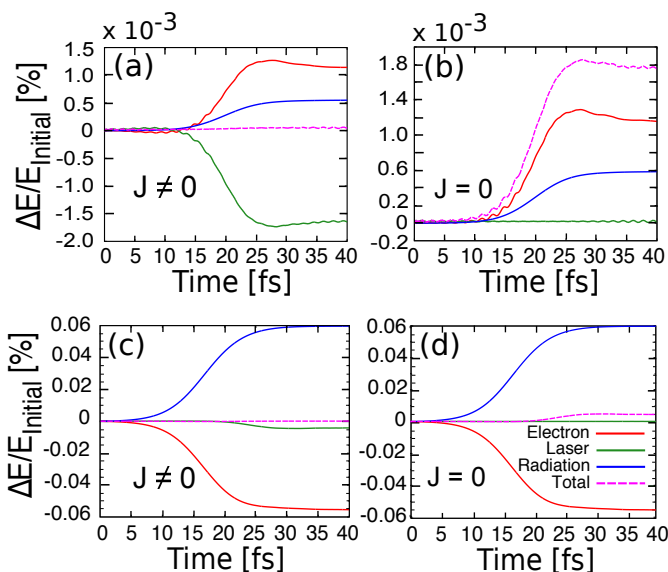 x 10⁻³ x 10⁻³
ΔE/E_Initial [%]
(a)
1.5
1.0
0.5
0
-0.5
-1.0
-1.5
-2.0
J ≠ 0
0 5 10 15 20 25 30 35 40
Time [fs]
(b)
1.8
1.2
0.6
0
-0.2
J = 0
0 5 10 15 20 25 30 35 40
Time [fs]
ΔE/E_Initial [%]
(c)
0.06
0.04
0.02
0
-0.02
-0.04
-0.06
J ≠ 0
0 5 10 15 20 25 30 35 40
Time [fs]
(d)
0.06
0.04
0.02
0
-0.02
-0.04
-0.06
Electron
Laser
Radiation
Total
J = 0
0 5 10 15 20 25 30 35 40
Time [fs]